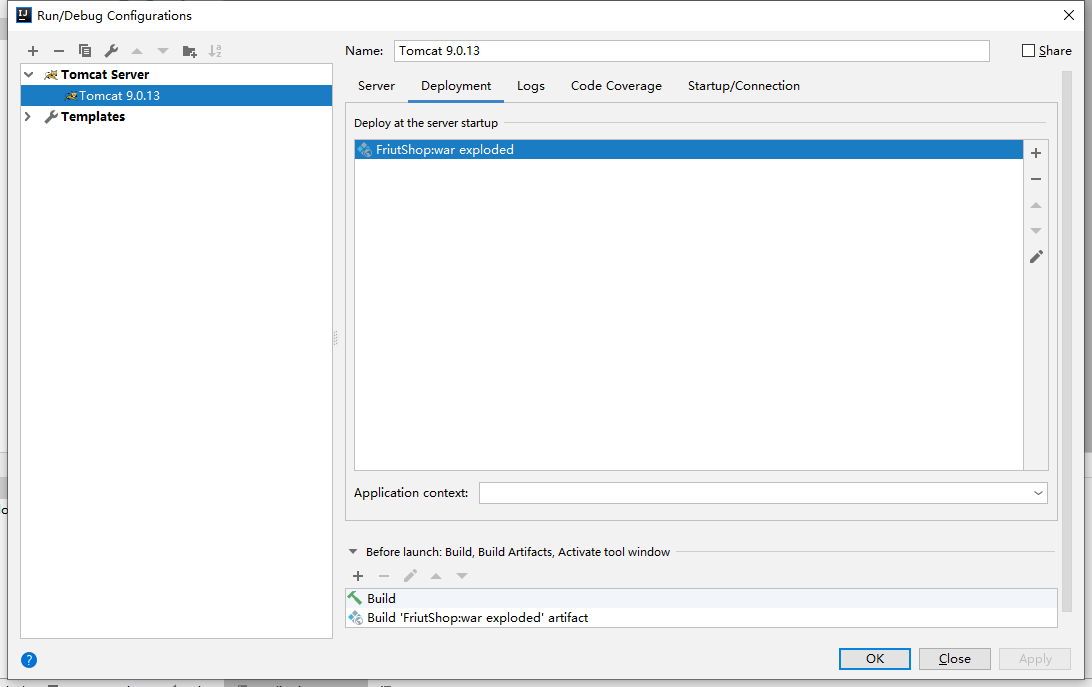 Run/Debug Configurations
Name: Tomcat 9.0.13 Share
Tomcat Server
Tomcat 9.0.13
Templates
Server Deployment Logs Code Coverage Startup/Connection
Deploy at the server startup
FriutShop:war exploded
Application context:
Before launch: Build, Build Artifacts, Activate tool window
Build
Build 'FriutShop:war exploded' artifact
? OK Close Apply